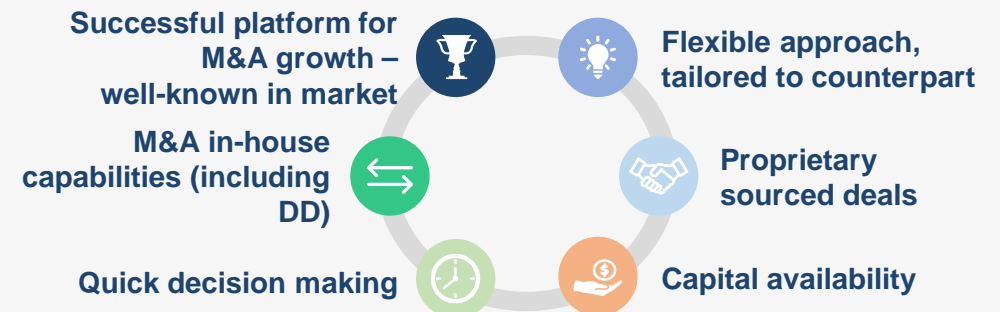 Successful platform for
M&A growth –
well-known in market
Flexible approach,
tailored to counterpart
M&A in-house
capabilities (including
DD)
Proprietary
sourced deals
Quick decision making
$
Capital availability